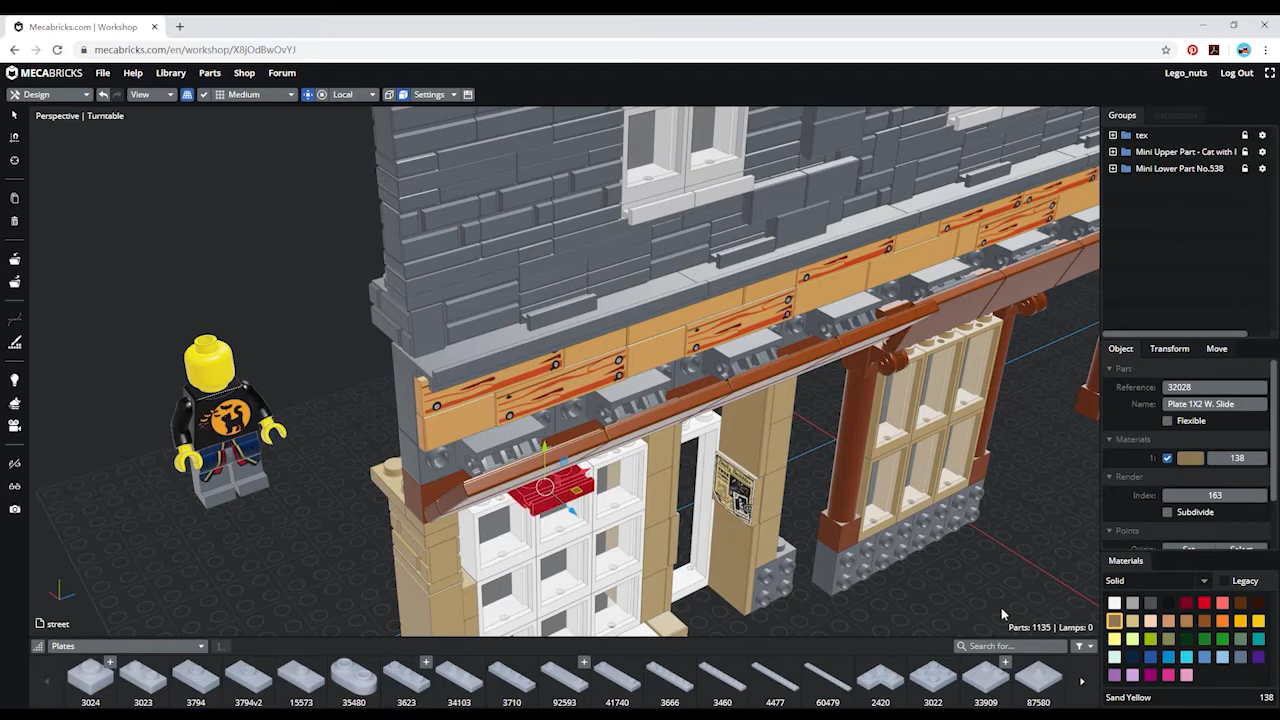 Mecabricks.com | Workshop
mecabricks.com/en/workshop/X8jOdBwOvYJ
MECABRICKS File Help Library Parts Shop Forum Lego_nuts Log Out
Design View Medium Local Settings
Perspective | Turntable
Groups Instructions
tex
Mini Upper Part - Cat with
Mini Lower Part No.538
Object Transform Move
Part
Reference: 32028
Name: Plate 1X2 W. Slide
Flexible
Materials
1: 138
Render
Index: 163
Subdivide
Points
Materials
Solid Legacy
street
Parts: 1135 | Lamps: 0
Plates Search for...
3024 3023 3794 3794v2 15573 35480 3623 34103 3710 92593 41740 3666 3460 4477 60479 2420 3022 33909 87580
Sand Yellow 138